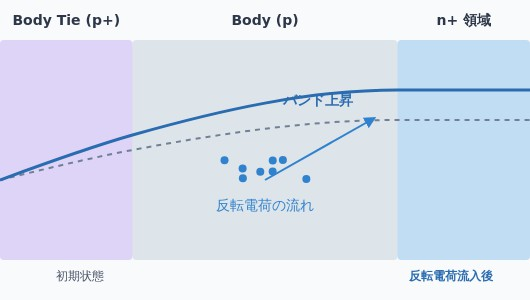 Body Tie (p+)
Body (p)
n+ 領域
バンド上昇
反転電荷の流れ
初期状態
反転電荷流入後